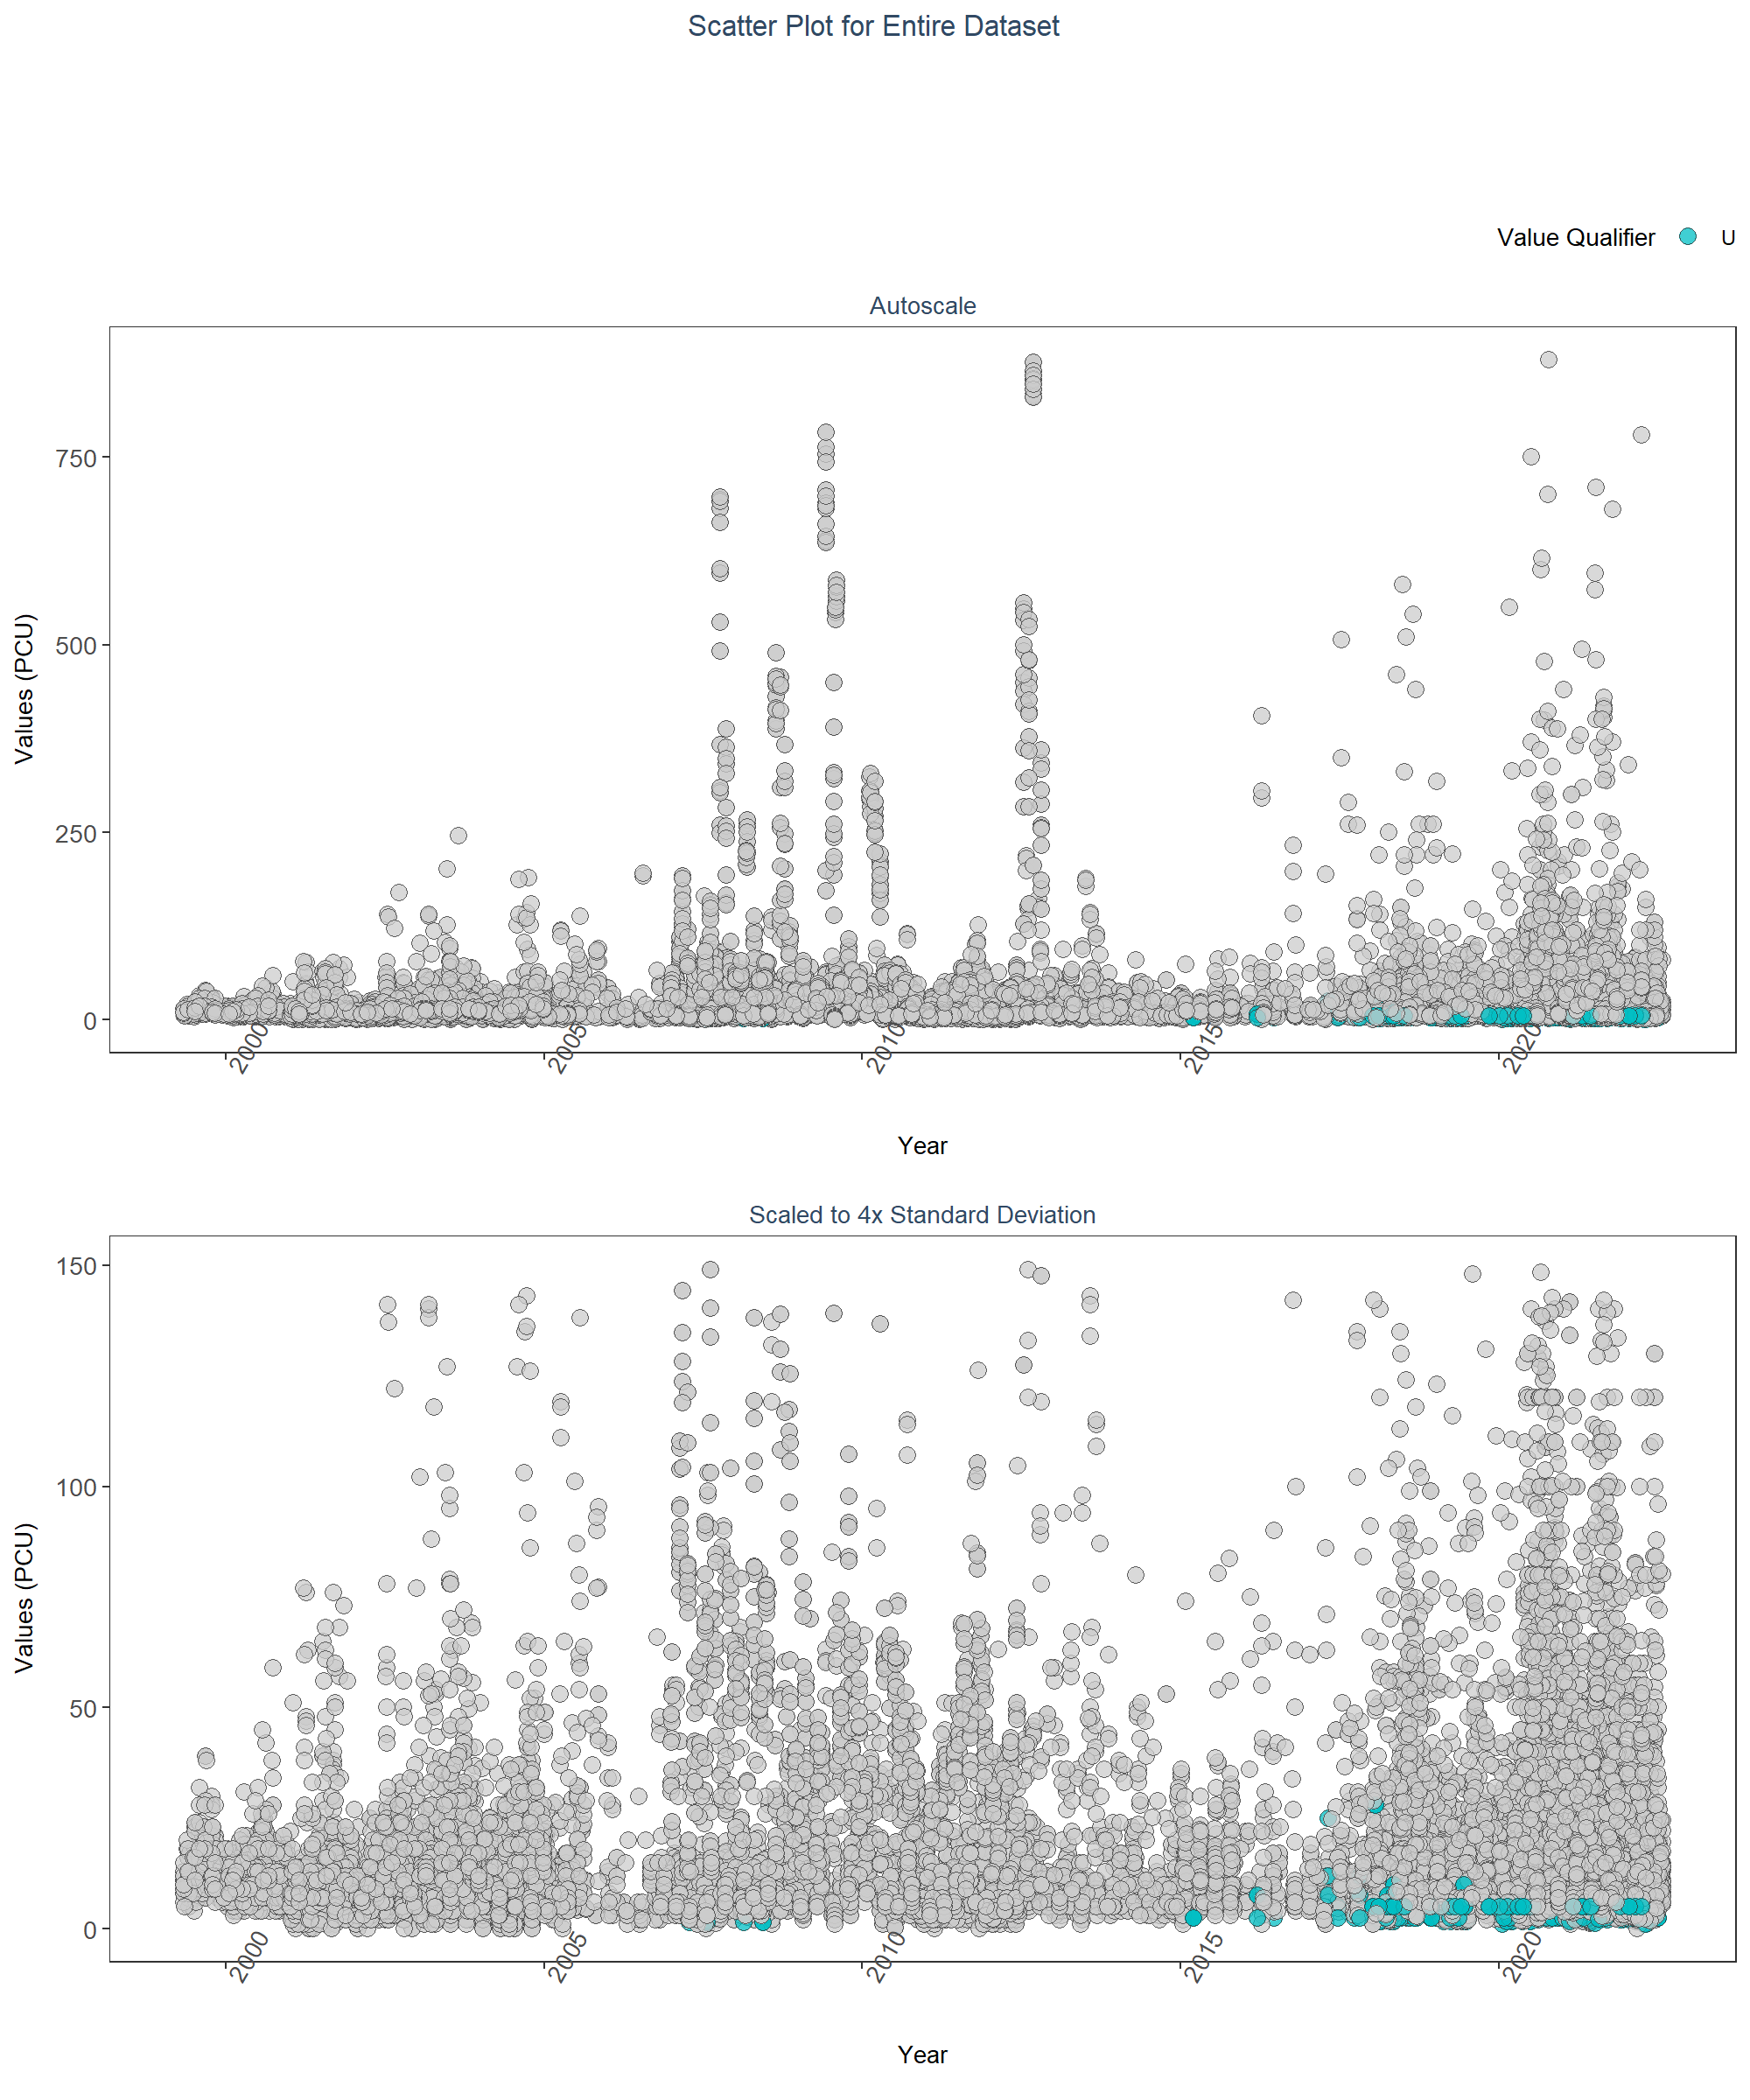 Scatter Plot for Entire Dataset
Value Qualifier U
Autoscale
Values (PCU)
750
500
250
0
2000 2005 2010 2015 2020
Year
Scaled to 4x Standard Deviation
Values (PCU)
150
100
50
0
2000 2005 2010 2015 2020
Year